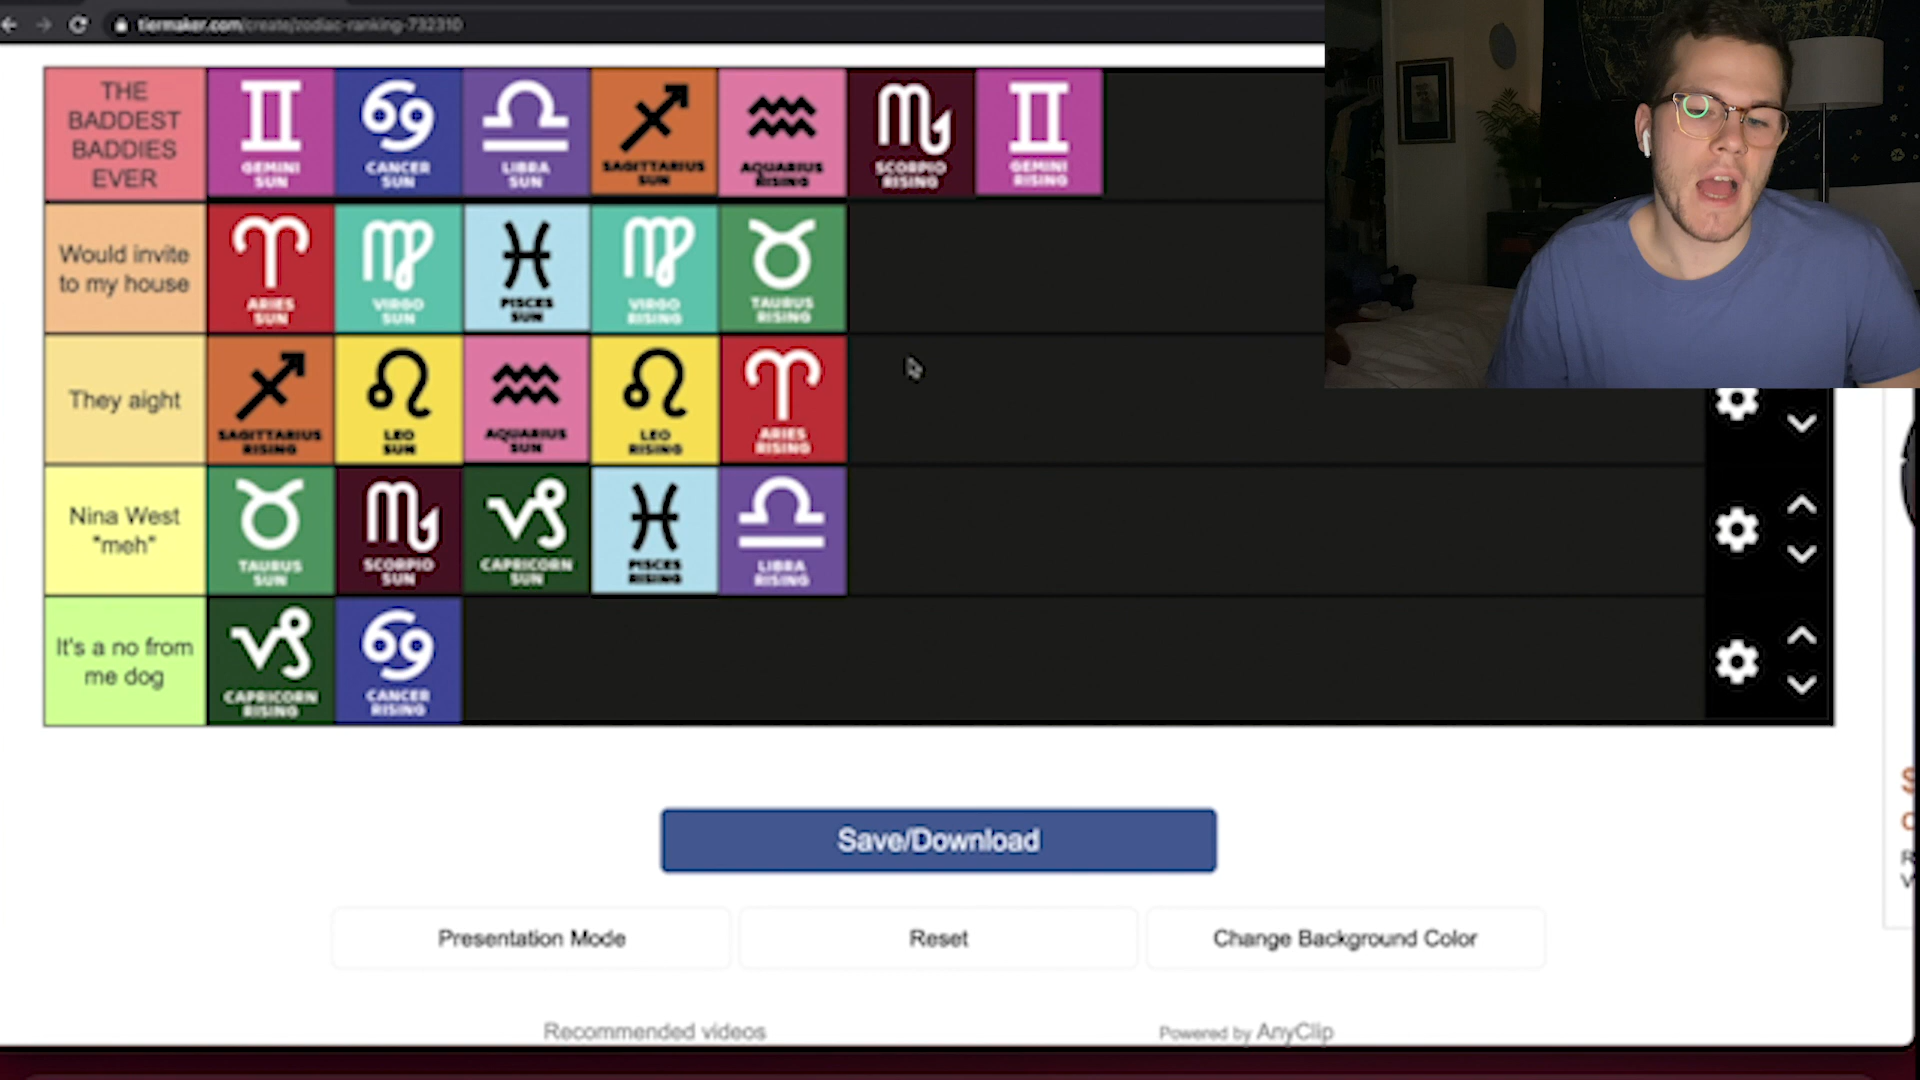 tiermaker.com/create/zodiac-ranking-732310
THE
BADDEST
BADDIES
EVER
GEMINI
SUN
CANCER
SUN
LIBRA
SUN
SAGITTARIUS
SUN
AQUARIUS
RISING
SCORPIO
RISING
GEMINI
RISING
Would invite
to my house
ARIES
SUN
VIRGO
SUN
PISCES
SUN
VIRGO
RISING
TAURUS
RISING
They aight
SAGITTARIUS
RISING
LEO
SUN
AQUARIUS
SUN
LEO
RISING
ARIES
RISING
Nina West
"meh"
TAURUS
SUN
SCORPIO
SUN
CAPRICORN
SUN
PISCES
RISING
LIBRA
RISING
It's a no from
me dog
CAPRICORN
RISING
CANCER
RISING
Save/Download
Presentation Mode
Reset
Change Background Color
Recommended videos
Powered by AnyClip